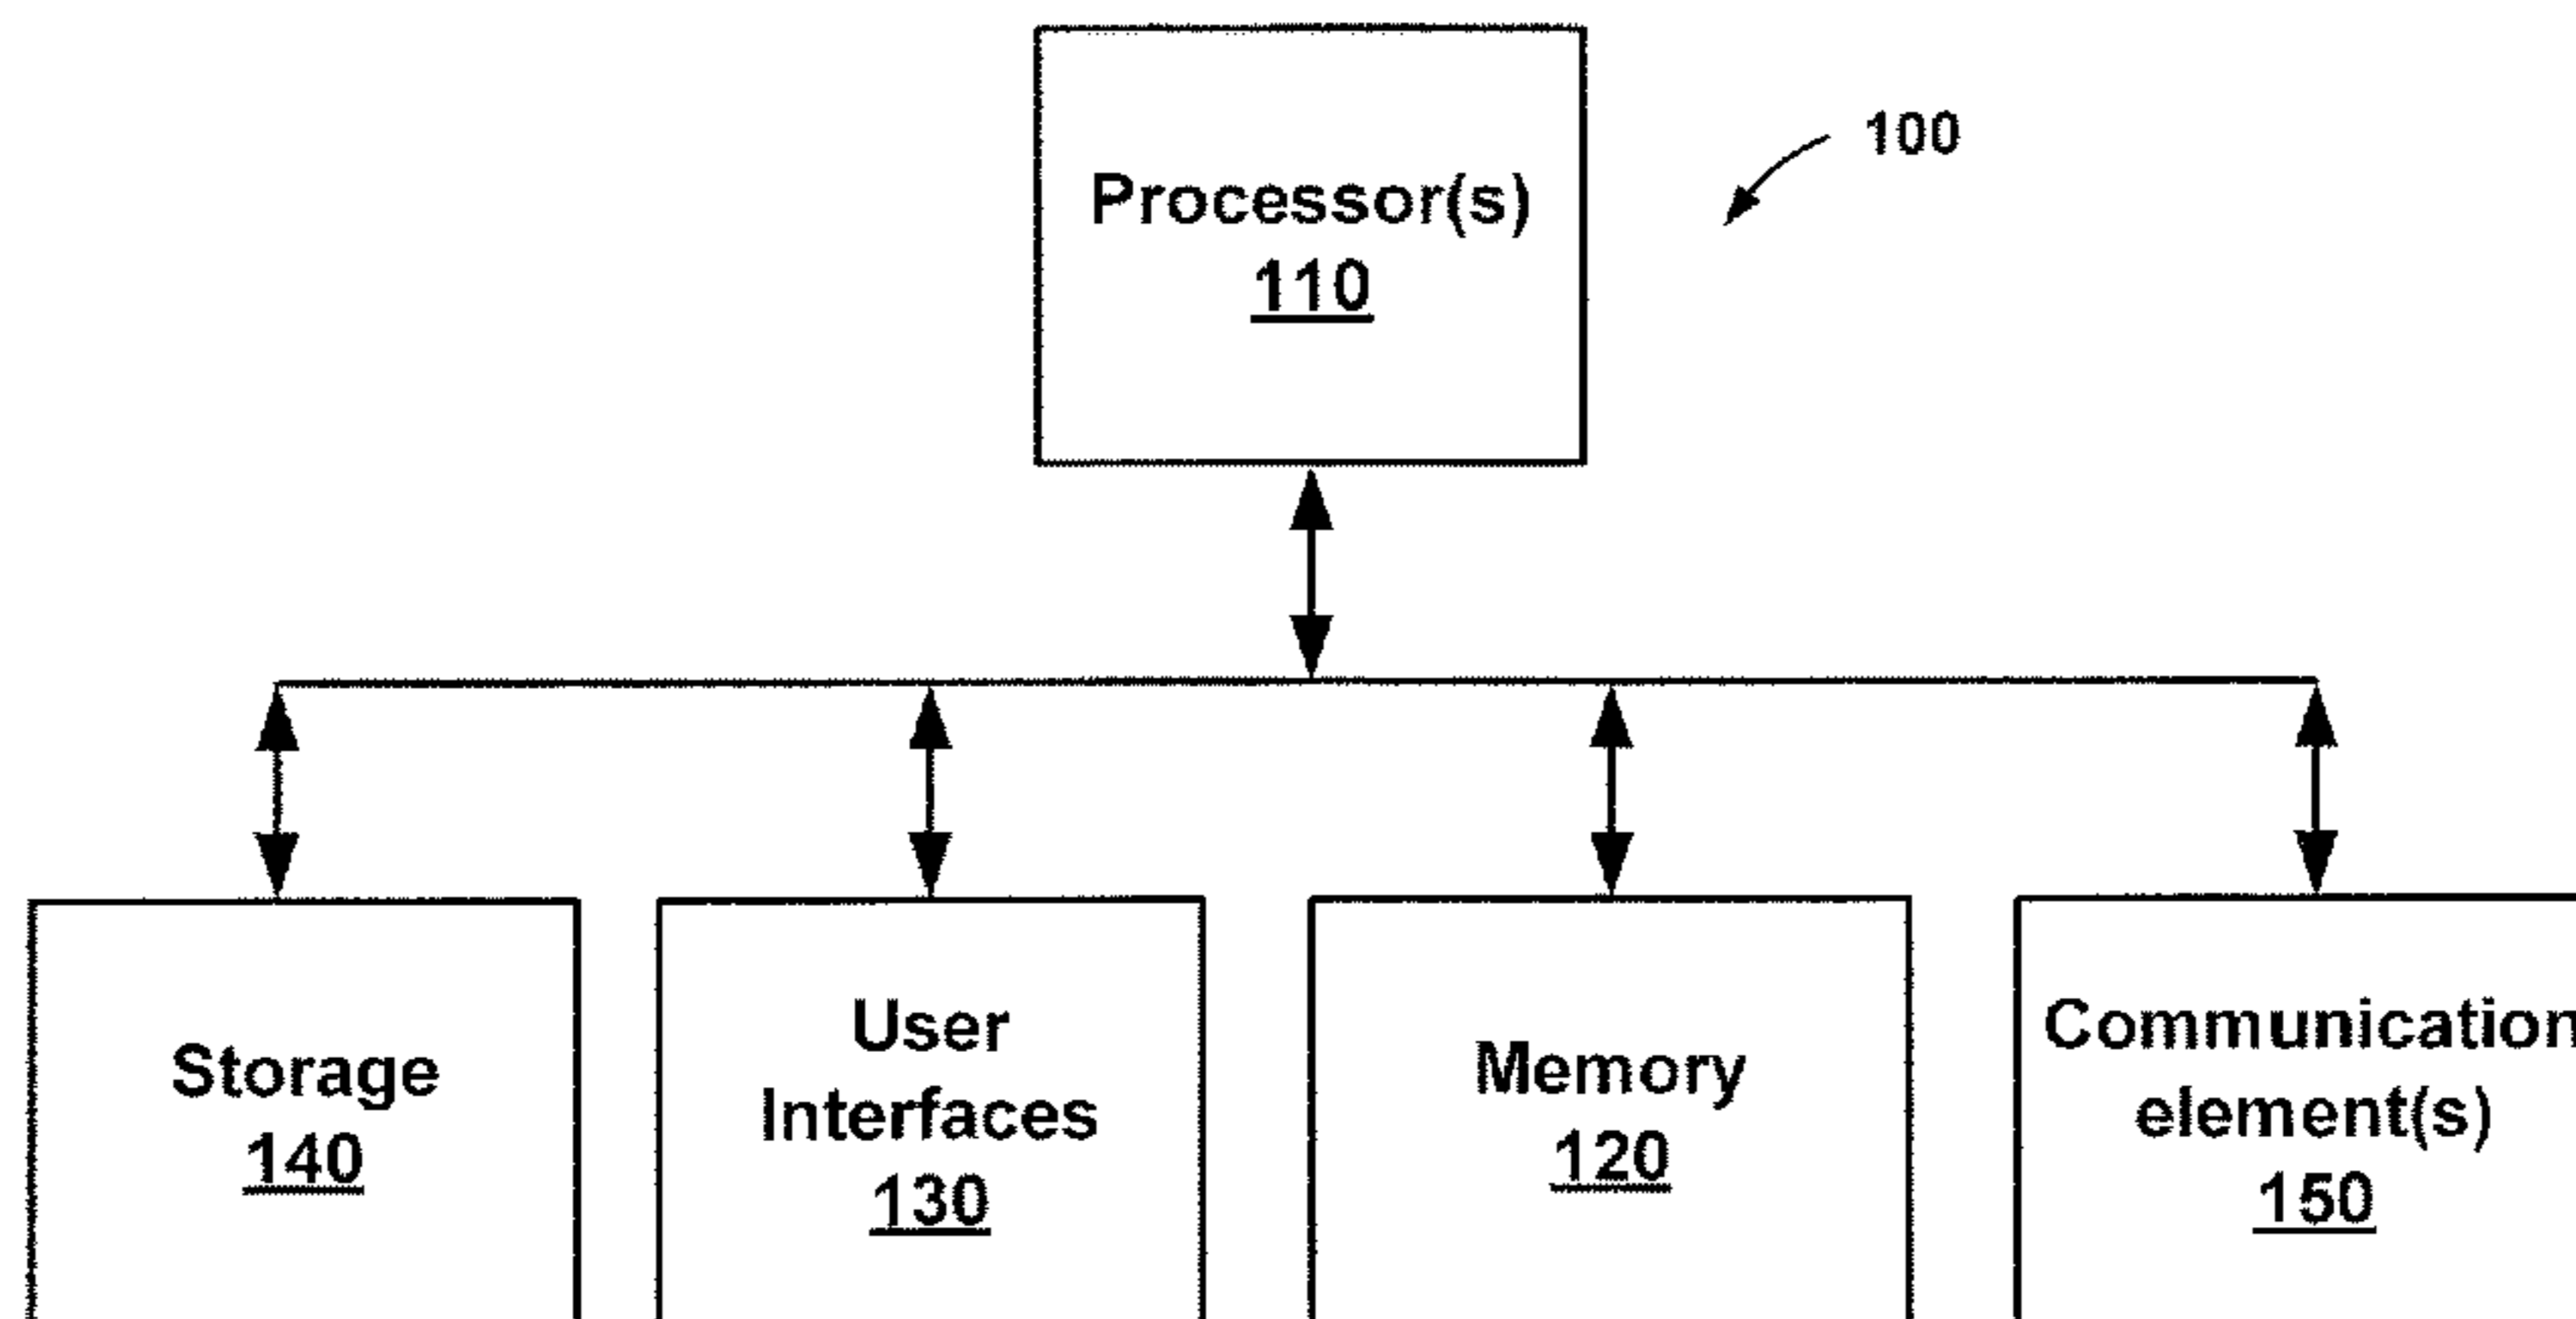 Processor(s)
110
100
Storage
140
User
Interfaces
130
Memory
120
Communication
element(s)
150